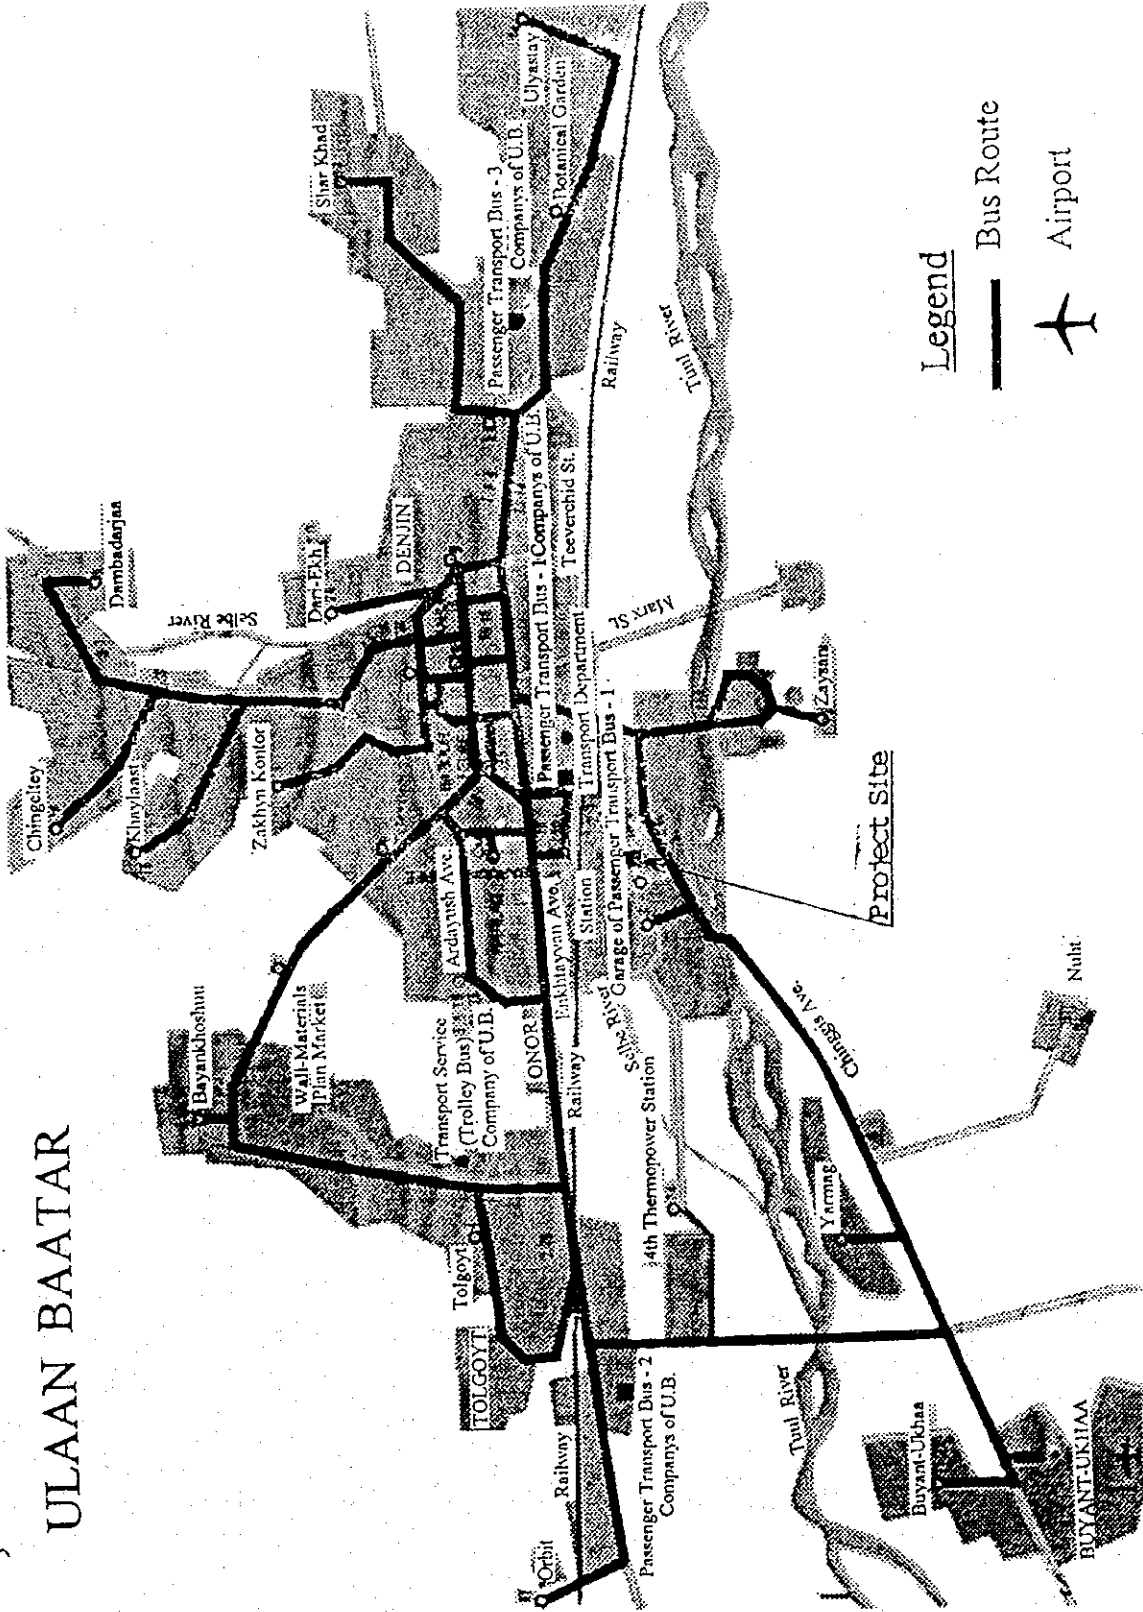 ULAAN BAATAR
Chingeltey
Khaylaast
Zakhyn Kontor
Dambadarjaa
Selbe River
Dari-Ekh
DENJIN
Shar Khad
Passenger Transport Bus - 3
Companys of U.B.
Ulyastay
Botanical Garden
Bayankhoshuu
Wall-Materials
Plan Market
Transport Service
(Trolley Bus)
Company of U.B.
Ardayush Ave.
ONOR
Enkhtayvan Ave.
Passenger Transport Bus - 1 Companys of U.B.
Teeverchid St.
Transport Department
Station
Garage of Passenger Transport Bus - 1
Railway
Railway
Railway
Tolgoyt
TOLGOYT
Orbit
Passenger Transport Bus - 2
Companys of U.B.
4th Thermopower Station
Selbe River
Marx St.
Tuul River
Zaysan
Project Site
Chinggis Ave.
Nuht
Yarmag
Tuul River
Buyant-Ukhaa
BUYANT-UKHAA
Legend
Bus Route
Airport